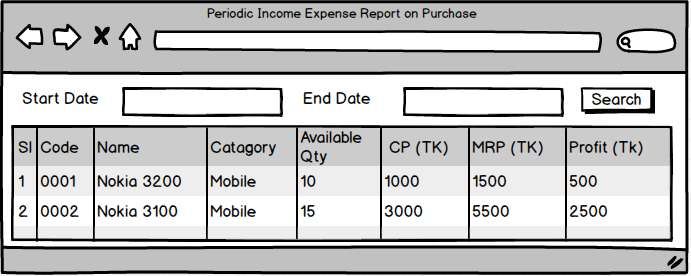 Periodic Income Expense Report on Purchase
Start Date End Date Search
Sl Code Name Catagory Available Qty CP (TK) MRP (TK) Profit (Tk)
1 0001 Nokia 3200 Mobile 10 1000 1500 500
2 0002 Nokia 3100 Mobile 15 3000 5500 2500